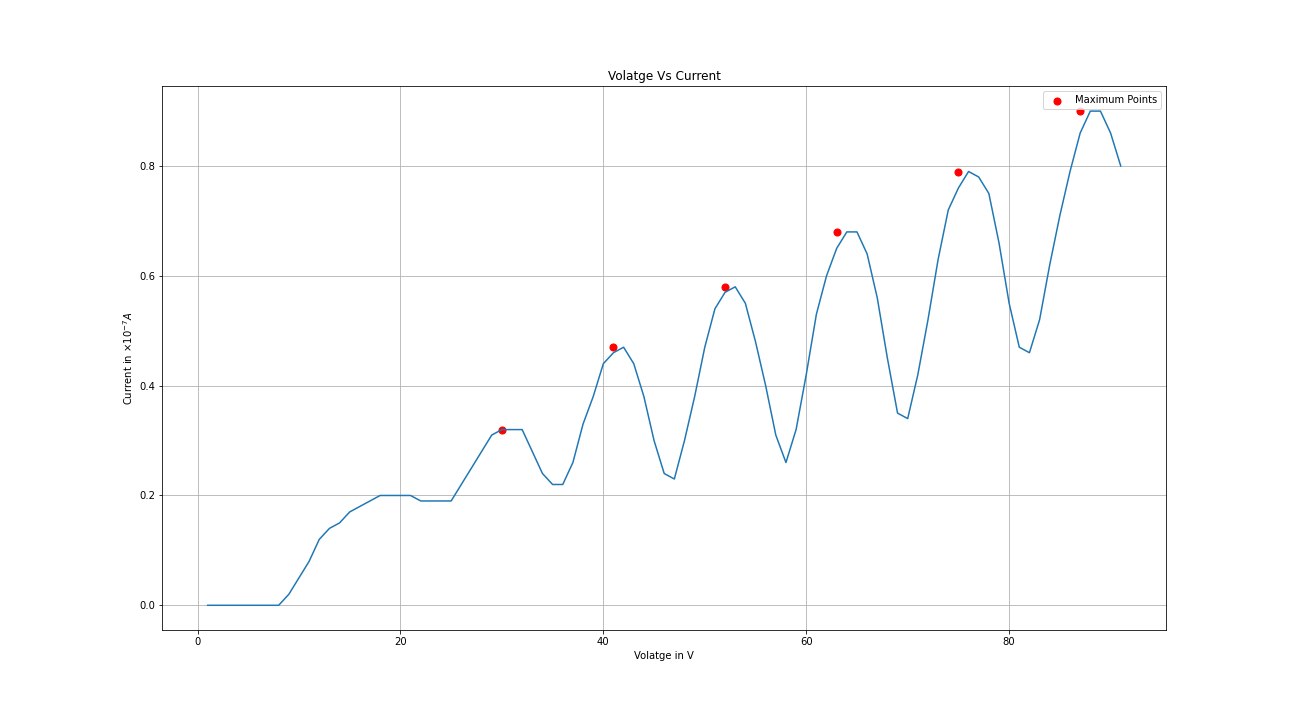 Volatge Vs Current
Maximum Points
Current in ×10⁻⁷A
0.8
0.6
0.4
0.2
0.0
0 20 40 60 80
Volatge in V